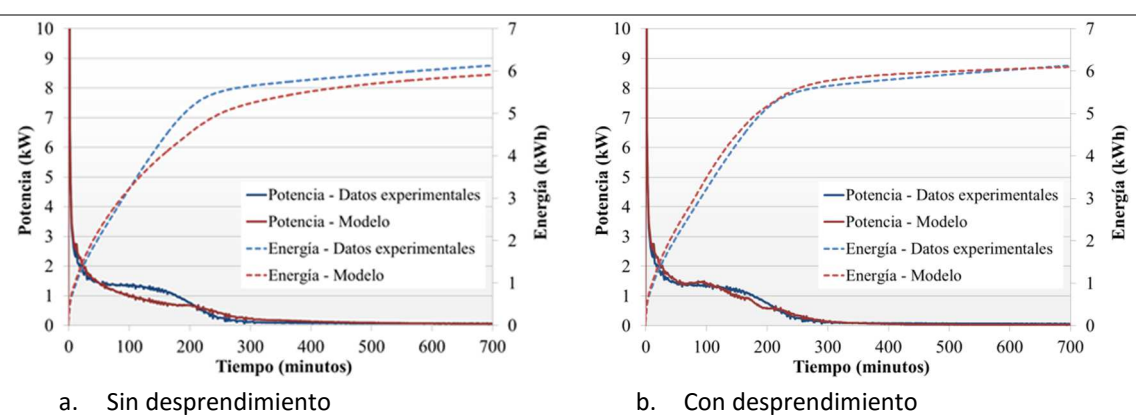 10
9
8
7
6
5
4
3
2
1
0
Potencia (kW)
7
6
5
4
3
2
1
0
Energía (kWh)
Potencia - Datos experimentales
Potencia - Modelo
Energía - Datos experimentales
Energía - Modelo
0 100 200 300 400 500 600 700
Tiempo (minutos)
a. Sin desprendimiento
10
9
8
7
6
5
4
3
2
1
0
Potencia (kW)
7
6
5
4
3
2
1
0
Energía (kWh)
Potencia - Datos experimentales
Potencia - Modelo
Energía - Datos experimentales
Energía - Modelo
0 100 200 300 400 500 600 700
Tiempo (minutos)
b. Con desprendimiento